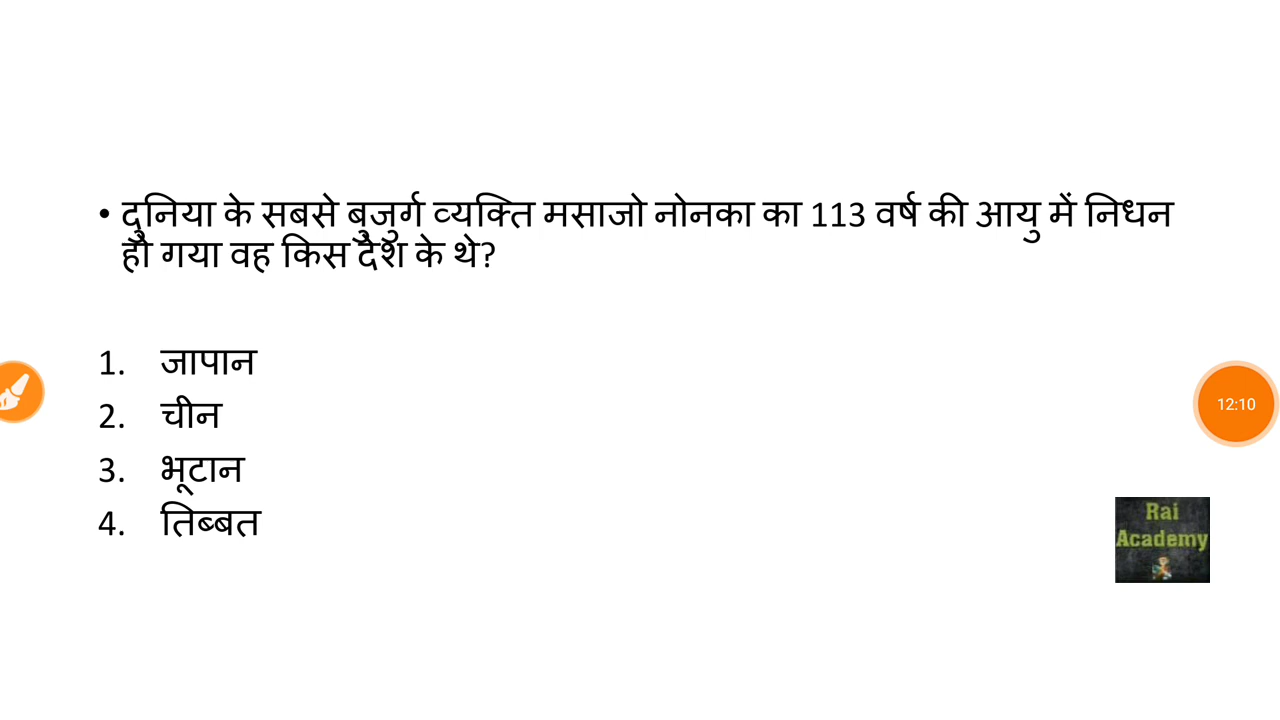 • दुनिया के सबसे बुजुर्ग व्यक्ति मसाजो नोनका का 113 वर्ष की आयु में निधन
हो गया वह किस देश के थे?
1. जापान
2. चीन
3. भूटान
4. तिब्बत
12:10
Rai
Academy